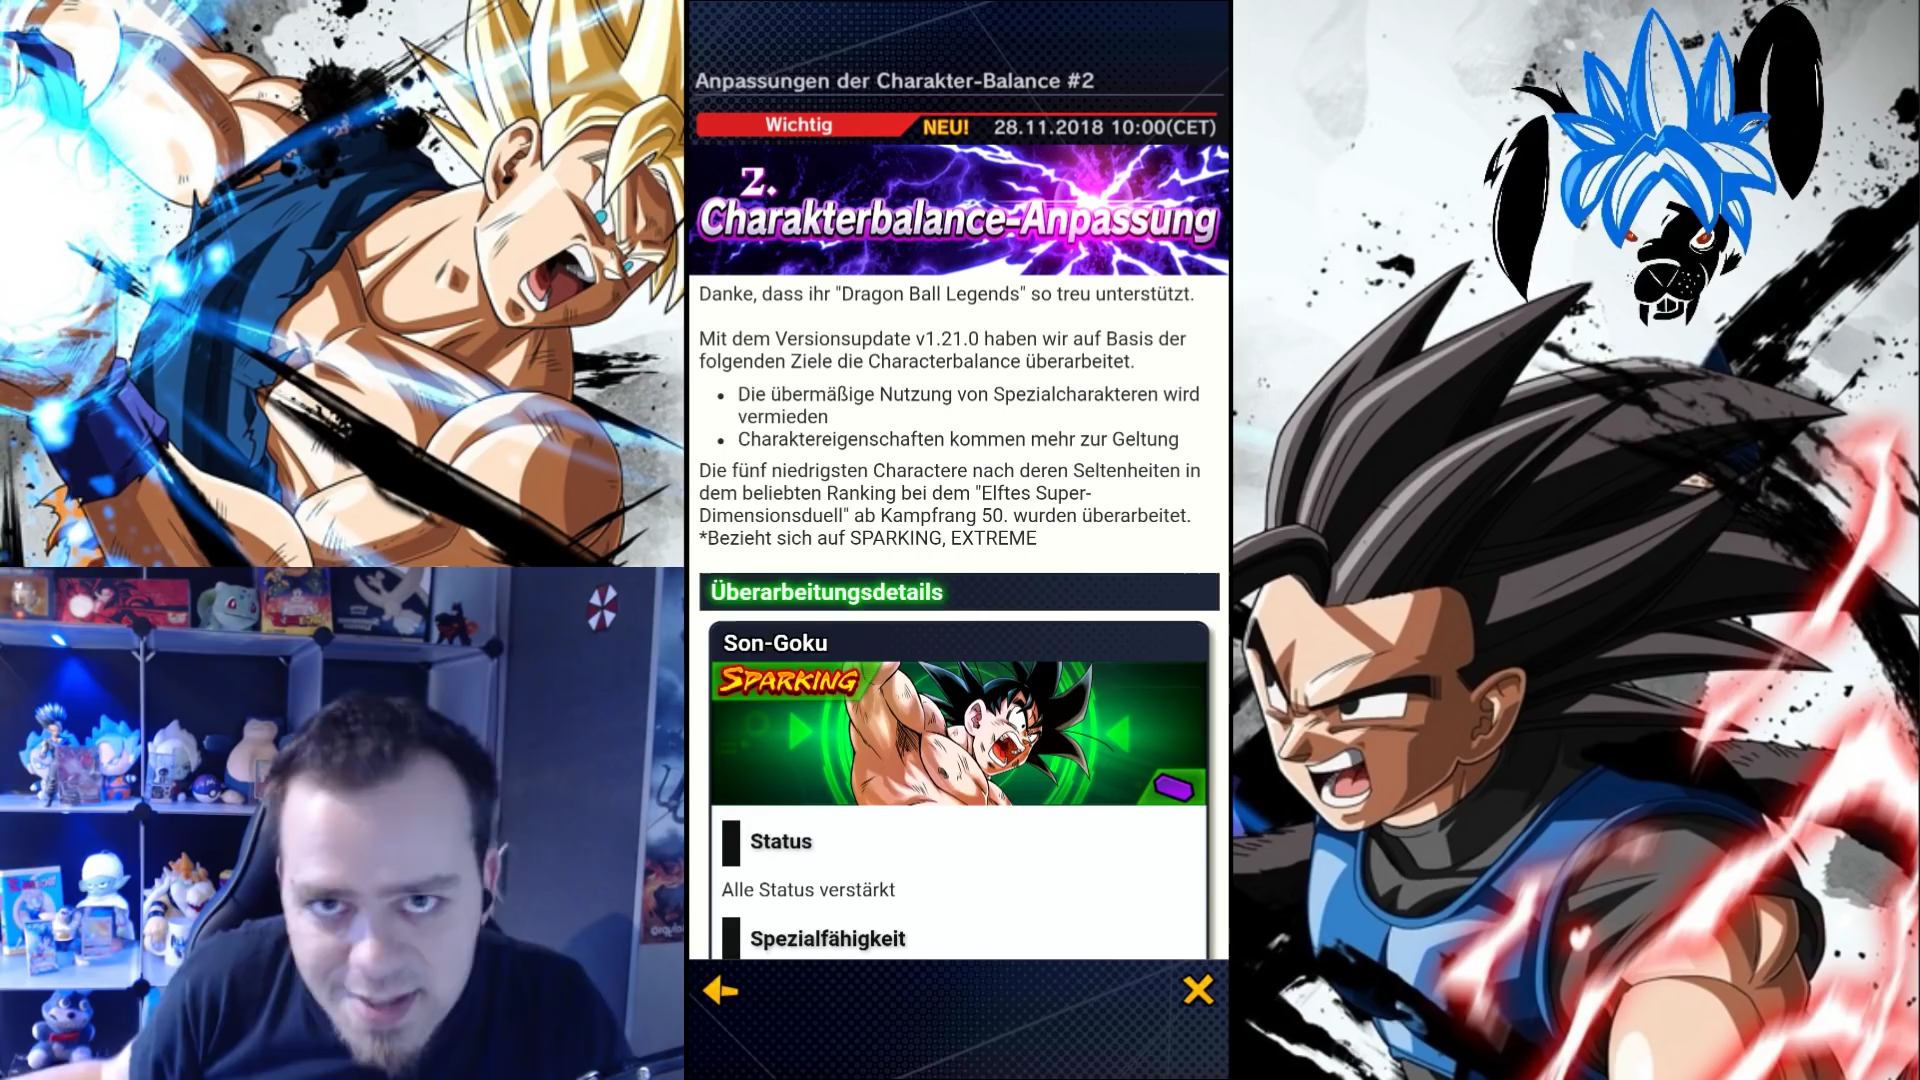 Anpassungen der Charakter-Balance #2
Wichtig NEU! 28.11.2018 10:00(CET)
2.
Charakterbalance-Anpassung
Danke, dass ihr "Dragon Ball Legends" so treu unterstützt.
Mit dem Versionsupdate v1.21.0 haben wir auf Basis der
folgenden Ziele die Characterbalance überarbeitet.
• Die übermäßige Nutzung von Spezialcharakteren wird
vermieden
• Charaktereigenschaften kommen mehr zur Geltung
Die fünf niedrigsten Charactere nach deren Seltenheiten in
dem beliebten Ranking bei dem "Elftes Super-
Dimensionsduell" ab Kampfrang 50. wurden überarbeitet.
*Bezieht sich auf SPARKING, EXTREME
Überarbeitungsdetails
Son-Goku
SPARKING
Status
Alle Status verstärkt
Spezialfähigkeit